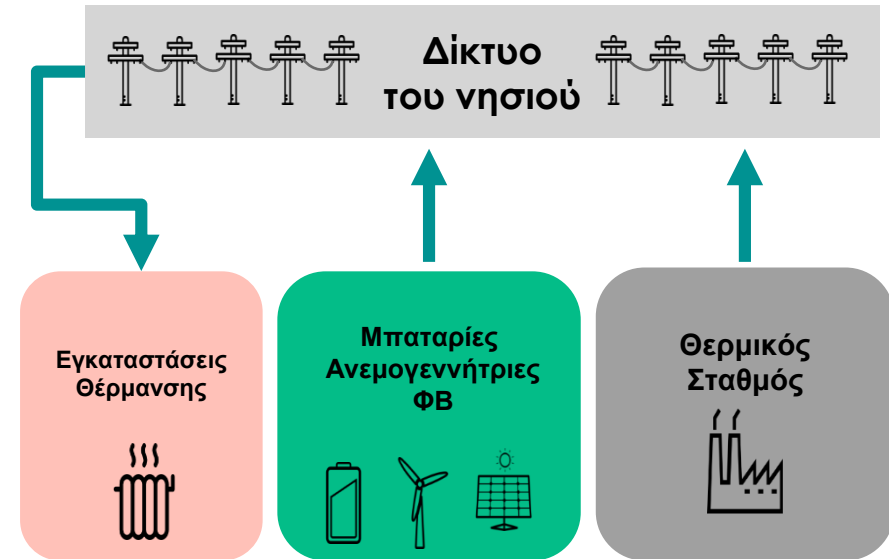 Δίκτυο
του νησιού
Εγκαταστάσεις
Θέρμανσης
Μπαταρίες
Ανεμογεννήτριες
ΦΒ
Θερμικός
Σταθμός